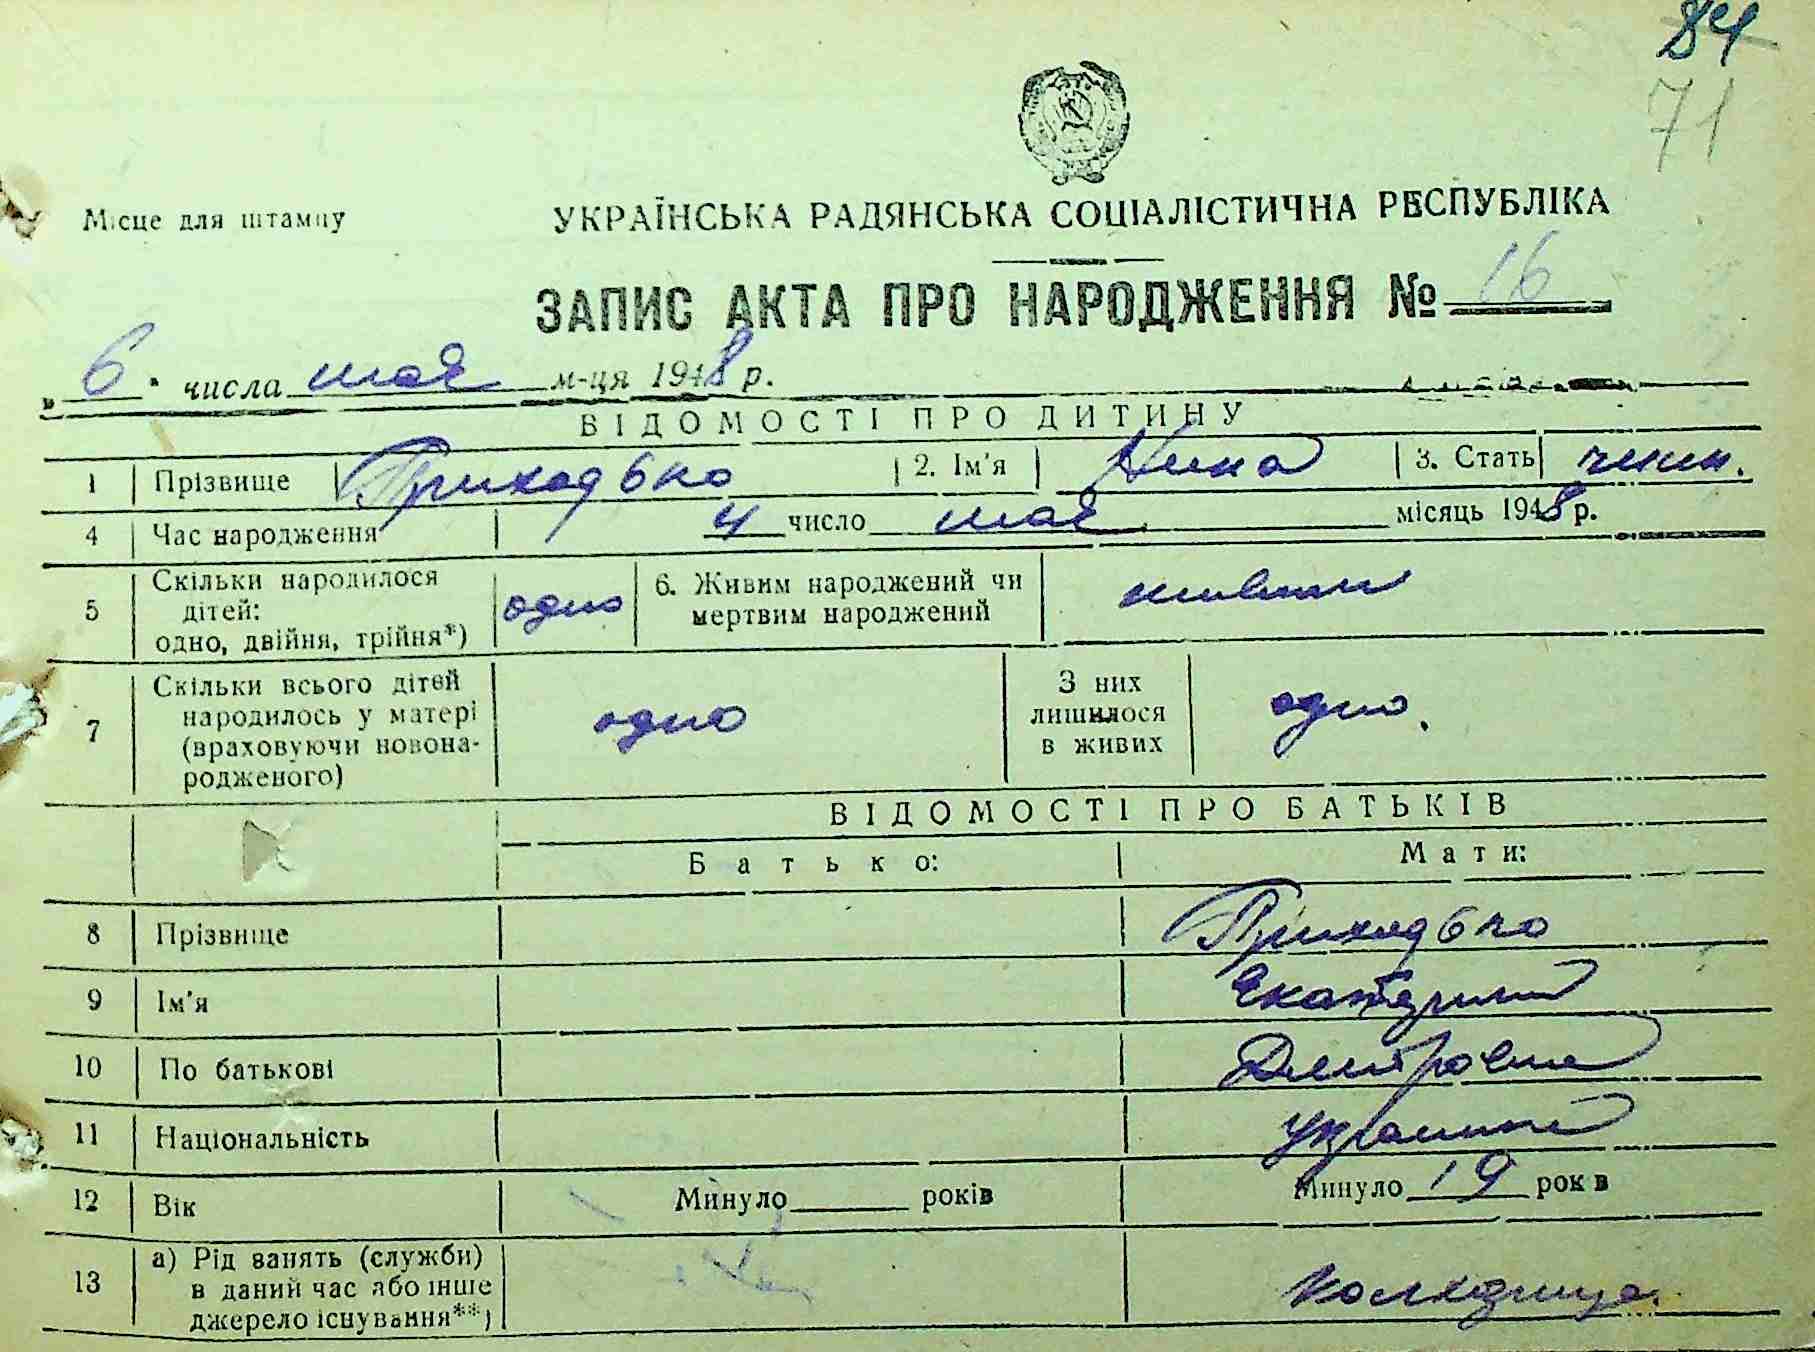 84
71
Місце для штампу
УКРАЇНСЬКА РАДЯНСЬКА СОЦІАЛІСТИЧНА РЕСПУБЛІКА
ЗАПИС АКТА ПРО НАРОДЖЕННЯ № 16
„ 6 " числа мая м-ця 1948 р.
ВІДОМОСТІ ПРО ДИТИНУ
1 Прізвище Приходько 2. Ім'я Нина 3. Стать женск.
4 Час народження 4 число мая місяць 1948 р.
5 Скільки народилося дітей: одно, двійня, трійня*) одно 6. Живим народжений чи мертвим народжений живым
7 Скільки всього дітей народилось у матері (враховуючи новонародженого) одно З них лишилося в живих одно.
ВІДОМОСТІ ПРО БАТЬКІВ
Батько: Мати:
8 Прізвище Приходько
9 Ім'я Екатерина
10 По батькові Дмитровна
11 Національність украинка
12 Вік Минуло років Минуло 19 рок в
13 а) Рід занять (служби) в даний час або інше джерело існування**) колхозница.